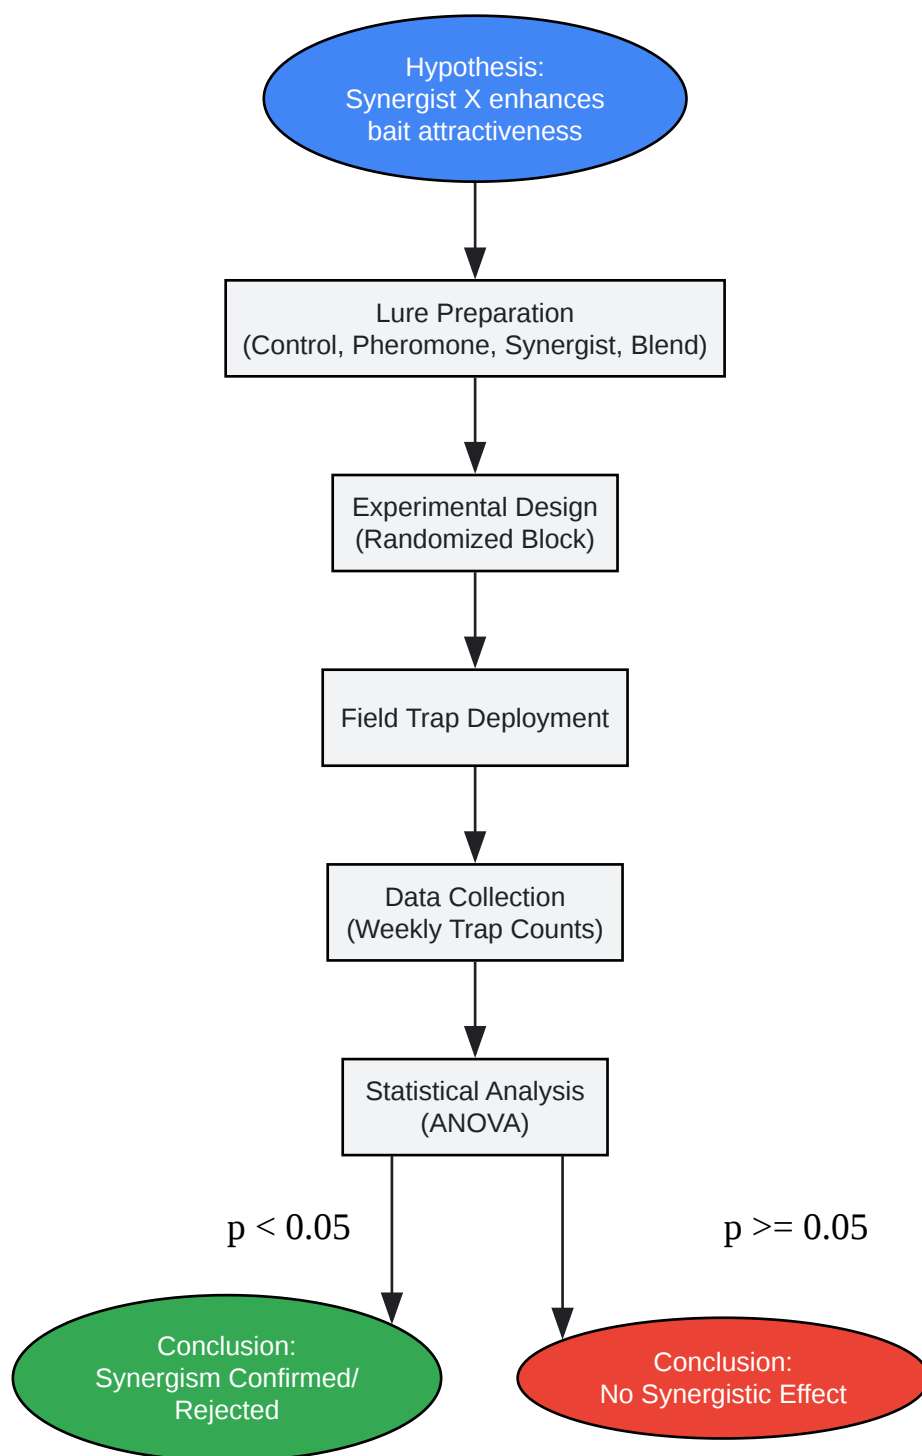 Hypothesis:
Synergist X enhances
bait attractiveness
Lure Preparation
(Control, Pheromone, Synergist, Blend)
Experimental Design
(Randomized Block)
Field Trap Deployment
Data Collection
(Weekly Trap Counts)
Statistical Analysis
(ANOVA)
p < 0.05
p >= 0.05
Conclusion:
Synergism Confirmed/
Rejected
Conclusion:
No Synergistic Effect